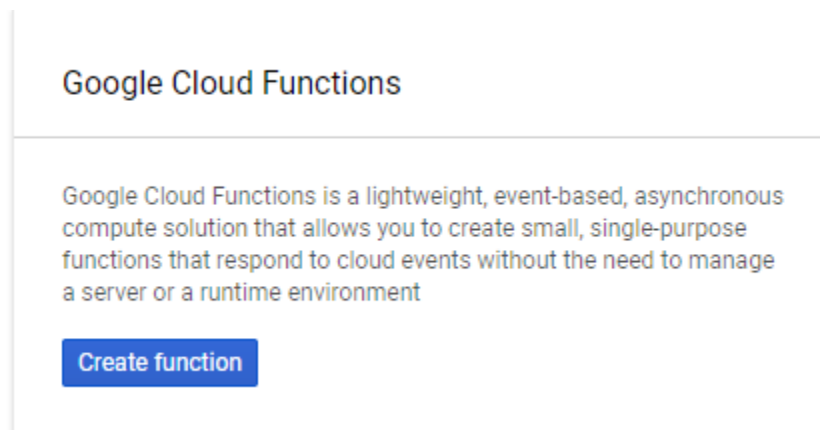 Google Cloud Functions
Google Cloud Functions is a lightweight, event-based, asynchronous
compute solution that allows you to create small, single-purpose
functions that respond to cloud events without the need to manage
a server or a runtime environment
Create function